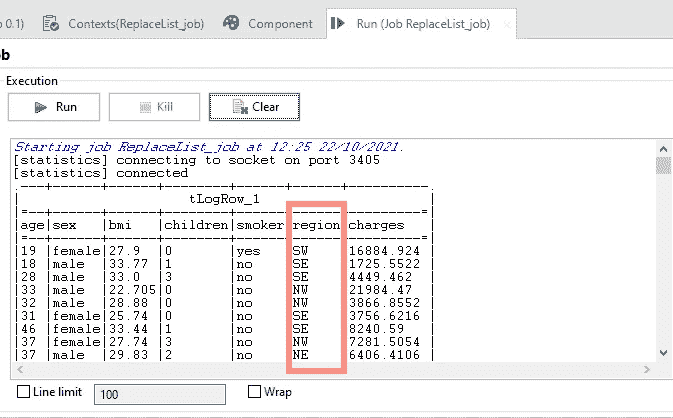 o 0.1) Contexts(ReplaceList_job) Component Run (Job ReplaceList_job)
ob
Execution
Run Kill Clear
Starting job ReplaceList_job at 12:25 22/10/2021.
[statistics] connecting to socket on port 3405
[statistics] connected
tLogRow_1
|age|sex |bmi |children|smoker|region|charges |
|19 |female|27.9 |0 |yes |SW |16884.924 |
|18 |male |33.77 |1 |no |SE |1725.5522 |
|28 |male |33.0 |3 |no |SE |4449.462 |
|33 |male |22.705|0 |no |NW |21984.47 |
|32 |male |28.88 |0 |no |NW |3866.8552 |
|31 |female|25.74 |0 |no |SE |3756.6216 |
|46 |female|33.44 |1 |no |SE |8240.59 |
|37 |female|27.74 |3 |no |NW |7281.5054 |
|37 |male |29.83 |2 |no |NE |6406.4106 |
Line limit 100 Wrap